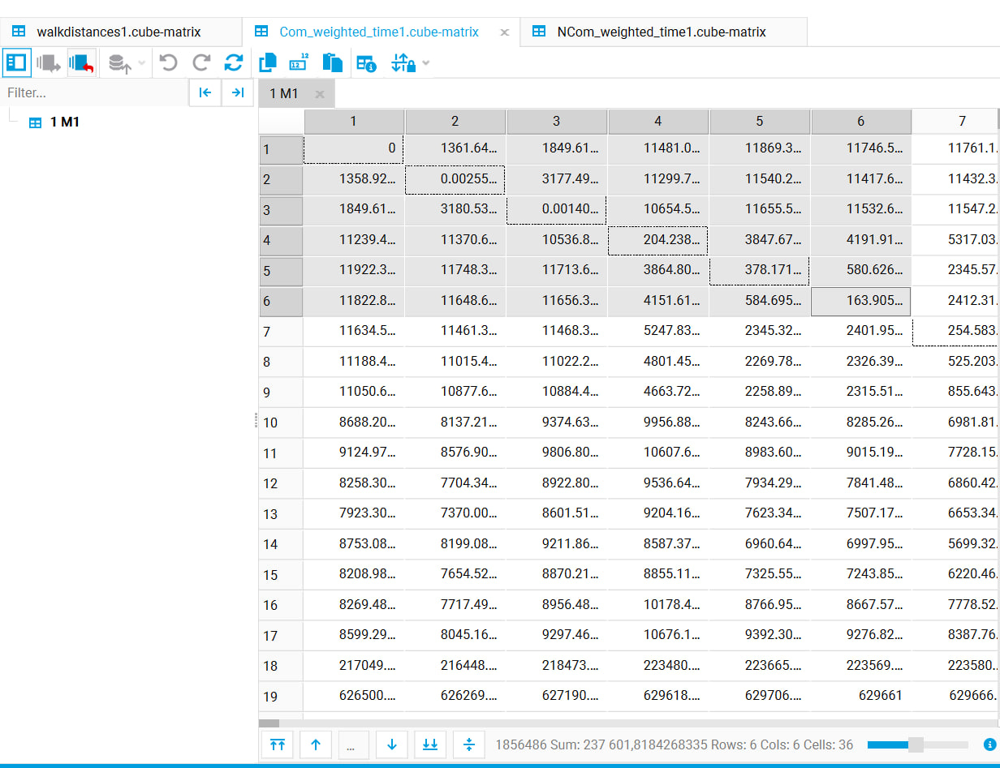 walkdistances1.cube-matrix Com_weighted_time1.cube-matrix NCom_weighted_time1.cube-matrix
12 12
Filter... 1 M1
1 M1
1 2 3 4 5 6 7
1 0 1361.64... 1849.61... 11481.0... 11869.3... 11746.5... 11761.1.
2 1358.92... 0.00255... 3177.49... 11299.7... 11540.2... 11417.6... 11432.3.
3 1849.61... 3180.53... 0.00140... 10654.5... 11655.5... 11532.6... 11547.2.
4 11239.4... 11370.6... 10536.8... 204.238... 3847.67... 4191.91... 5317.03.
5 11922.3... 11748.3... 11713.6... 3864.80... 378.171... 580.626... 2345.57.
6 11822.8... 11648.6... 11656.3... 4151.61... 584.695... 163.905... 2412.31.
7 11634.5... 11461.3... 11468.3... 5247.83... 2345.32... 2401.95... 254.583.
8 11188.4... 11015.4... 11022.2... 4801.45... 2269.78... 2326.39... 525.203.
9 11050.6... 10877.6... 10884.4... 4663.72... 2258.89... 2315.51... 855.643.
10 8688.20... 8137.21... 9374.63... 9956.88... 8243.66... 8285.26... 6981.81.
11 9124.97... 8576.90... 9806.80... 10607.6... 8983.60... 9015.19... 7728.15.
12 8258.30... 7704.34... 8922.80... 9536.64... 7934.29... 7841.48... 6860.42.
13 7923.30... 7370.00... 8601.51... 9204.16... 7623.34... 7507.17... 6653.34.
14 8753.08... 8199.08... 9211.86... 8587.37... 6960.64... 6997.95... 5699.32.
15 8208.98... 7654.52... 8870.21... 8855.11... 7325.55... 7243.85... 6220.46.
16 8269.48... 7717.49... 8956.48... 10178.4... 8766.95... 8667.57... 7778.52.
17 8599.29... 8045.16... 9297.46... 10676.1... 9392.30... 9276.82... 8387.76.
18 217049.... 216448.... 218473.... 223480.... 223665.... 223569.... 223580.
19 626500.... 626269.... 627190.... 629618.... 629706.... 629661 629666.
... 1856486 Sum: 237 601,8184268335 Rows: 6 Cols: 6 Cells: 36